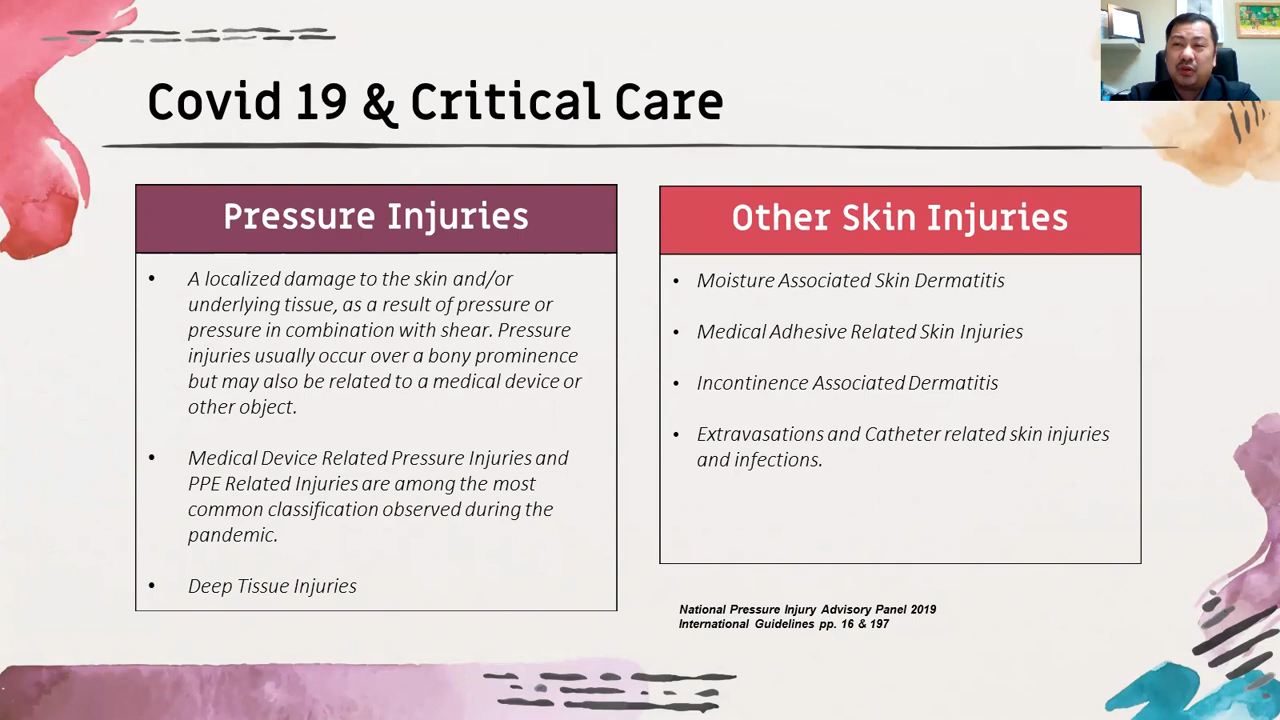 Covid 19 & Critical Care
Pressure Injuries
• A localized damage to the skin and/or
underlying tissue, as a result of pressure or
pressure in combination with shear. Pressure
injuries usually occur over a bony prominence
but may also be related to a medical device or
other object.
• Medical Device Related Pressure Injuries and
PPE Related Injuries are among the most
common classification observed during the
pandemic.
• Deep Tissue Injuries
Other Skin Injuries
• Moisture Associated Skin Dermatitis
• Medical Adhesive Related Skin Injuries
• Incontinence Associated Dermatitis
• Extravasations and Catheter related skin injuries
and infections.
National Pressure Injury Advisory Panel 2019
International Guidelines pp. 16 & 197